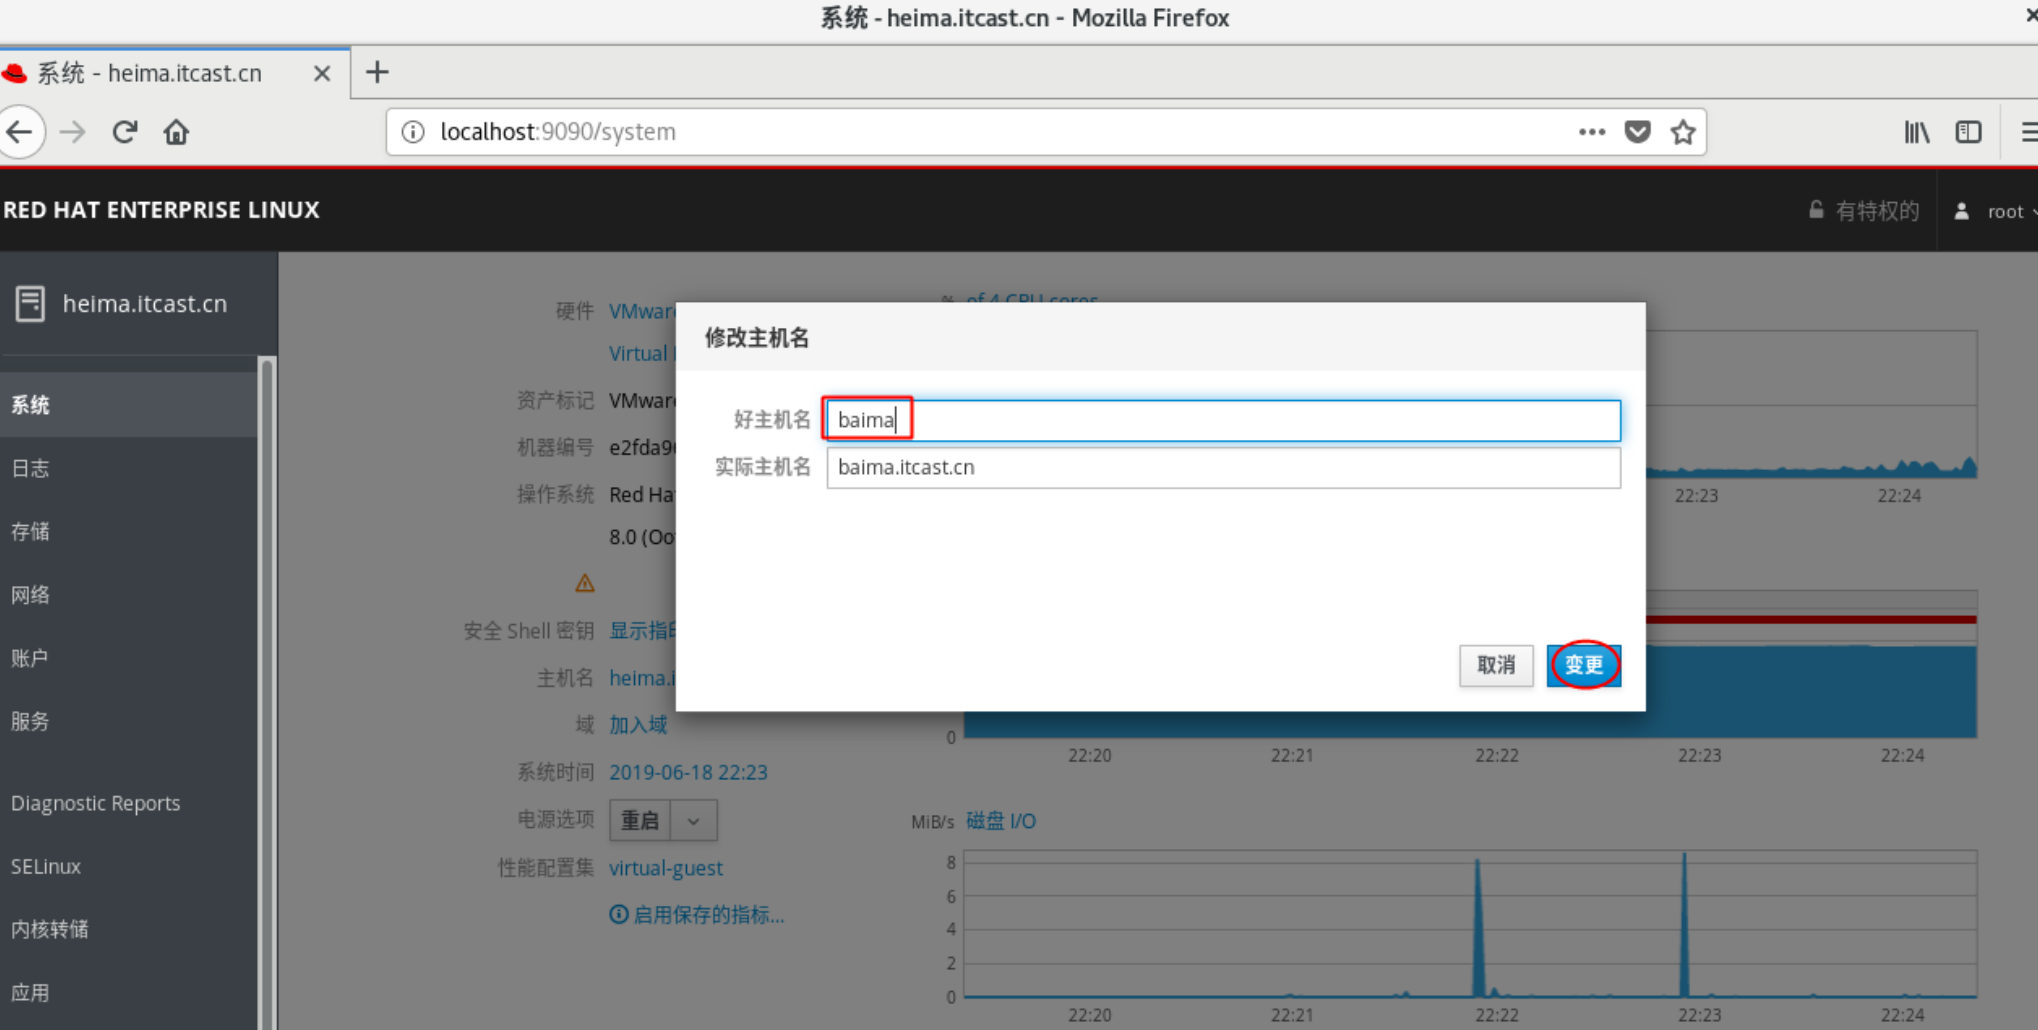 系统 - heima.itcast.cn - Mozilla Firefox
系统 - heima.itcast.cn
localhost:9090/system
RED HAT ENTERPRISE LINUX
有特权的
root
heima.itcast.cn
系统
日志
存储
网络
账户
服务
Diagnostic Reports
SELinux
内核转储
应用
硬件 VMware
Virtual
资产标记 VMware
机器编号 e2fda9
操作系统 Red Ha
8.0 (Oo
安全 Shell 密钥 显示指
主机名 heima.i
域 加入域
系统时间 2019-06-18 22:23
电源选项 重启
性能配置集 virtual-guest
启用保存的指标...
% of 4 CPU cores
22:23 22:24
修改主机名
好主机名 baima
实际主机名 baima.itcast.cn
取消 变更
0
22:20 22:21 22:22 22:23 22:24
MiB/s 磁盘 I/O
8
6
4
2
0
22:20 22:21 22:22 22:23 22:24